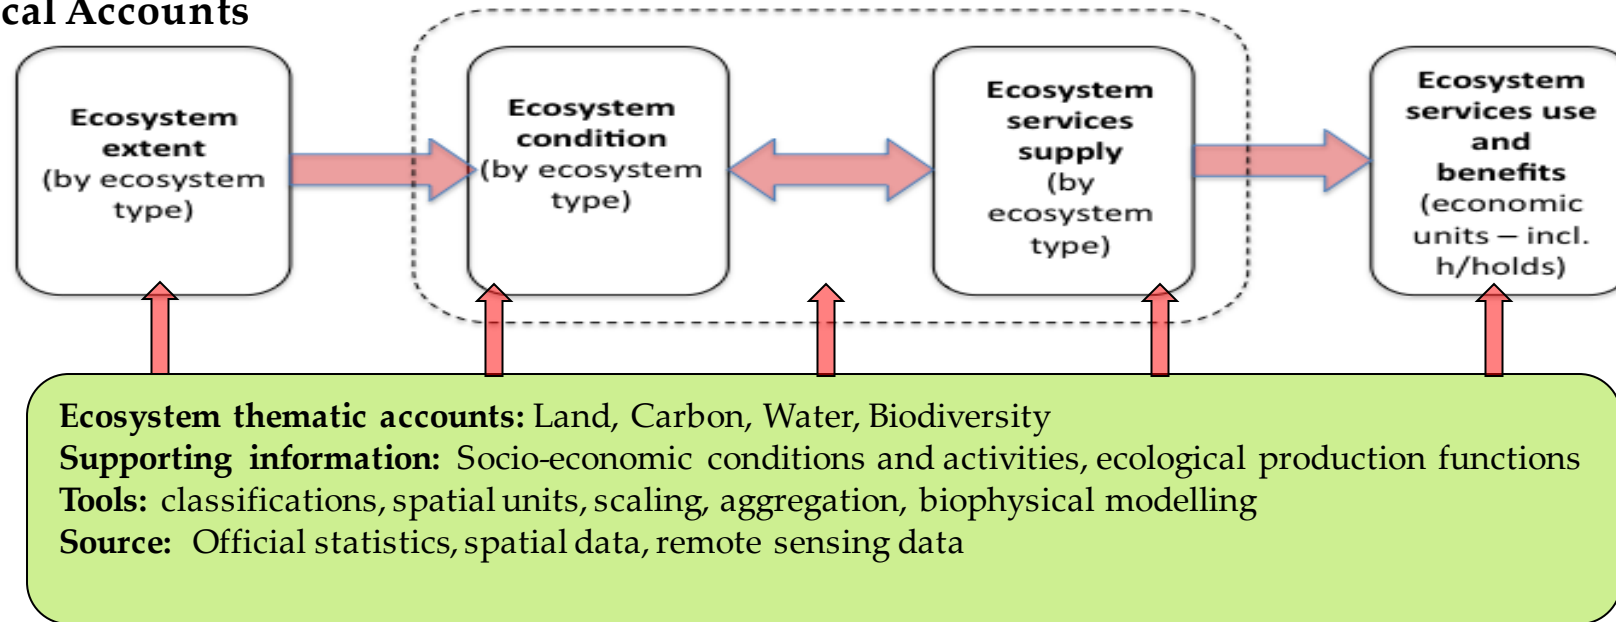 cal Accounts
Ecosystem
extent
(by ecosystem
type)
Ecosystem
condition
(by ecosystem
type)
Ecosystem
services
supply
(by
ecosystem
type)
Ecosystem
services use
and
benefits
(economic
units – incl.
h/holds)
Ecosystem thematic accounts: Land, Carbon, Water, Biodiversity
Supporting information: Socio-economic conditions and activities, ecological production functions
Tools: classifications, spatial units, scaling, aggregation, biophysical modelling
Source: Official statistics, spatial data, remote sensing data